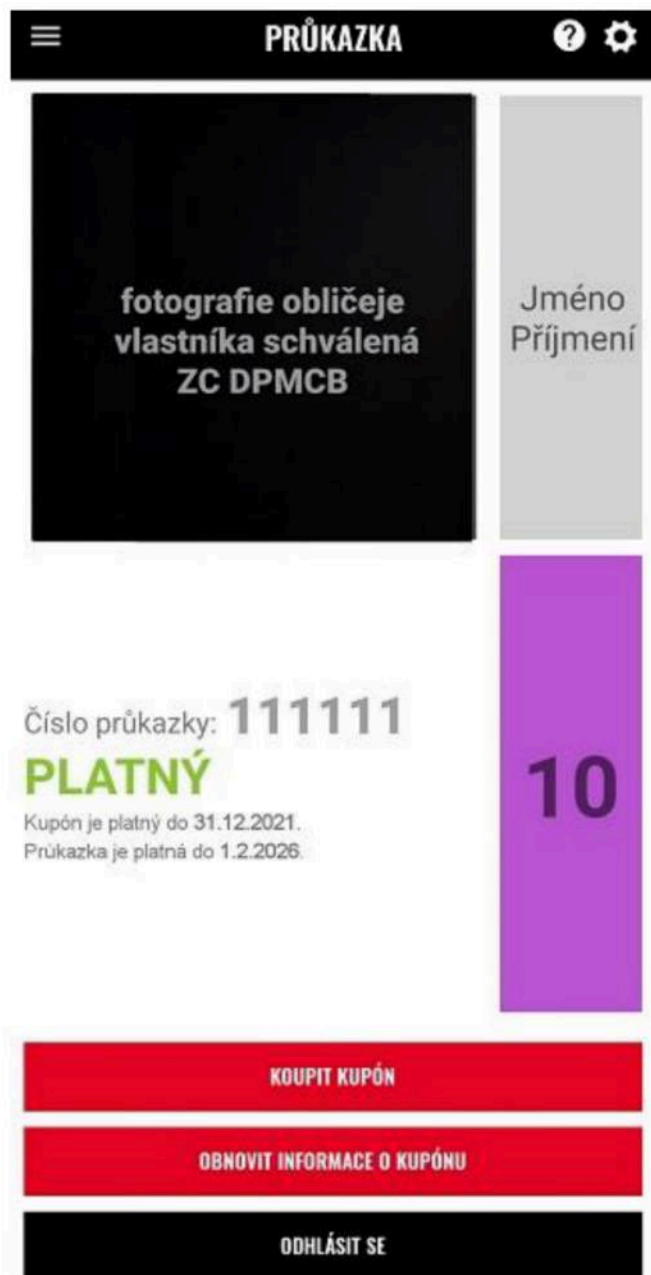 PRŮKAZKA
fotografie obličeje
vlastníka schválená
ZC DPMCB
Jméno
Příjmení
Číslo průkazky: 111111
PLATNÝ
Kupón je platný do 31.12.2021.
Průkazka je platná do 1.2.2026.
10
KOUPIT KUPÓN
OBNOVIT INFORMACE O KUPÓNU
ODHLÁSIT SE